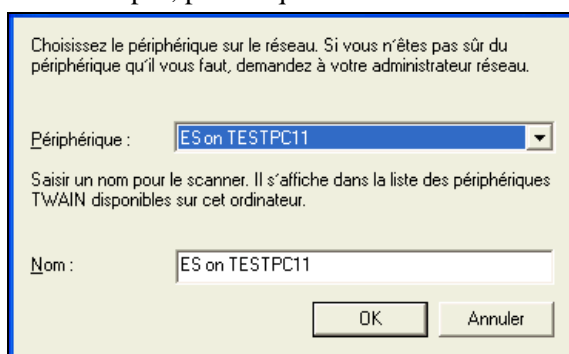 Choisissez le périphérique sur le réseau. Si vous n´êtes pas sûr du
périphérique qu´il vous faut, demandez à votre administrateur réseau.
Périphérique : ES on TESTPC11
Saisir un nom pour le scanner. Il s´affiche dans la liste des périphériques
TWAIN disponibles sur cet ordinateur.
Nom : ES on TESTPC11
OK Annuler